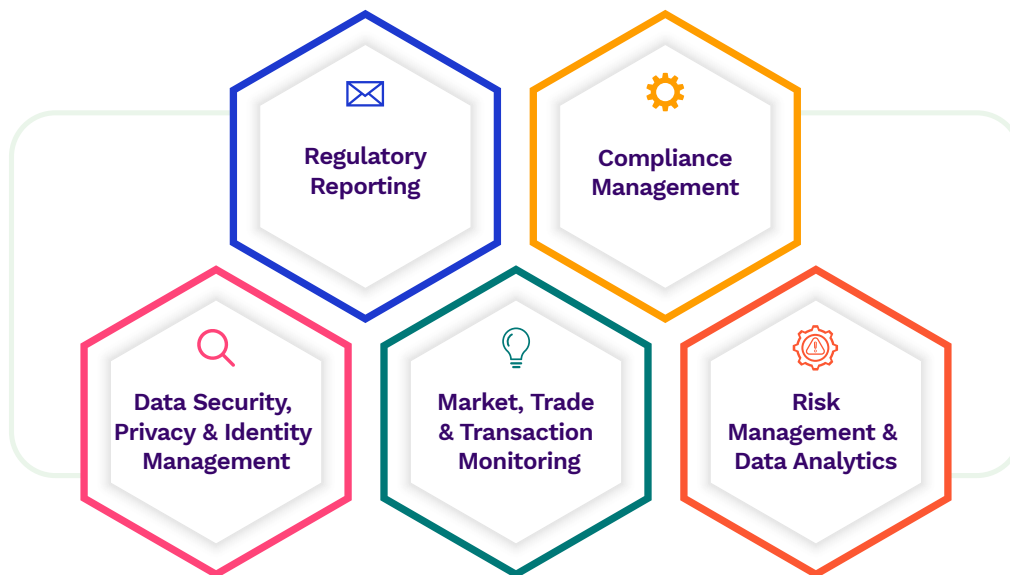 Regulatory
Reporting
Compliance
Management
Data Security,
Privacy & Identity
Management
Market, Trade
& Transaction
Monitoring
Risk
Management &
Data Analytics